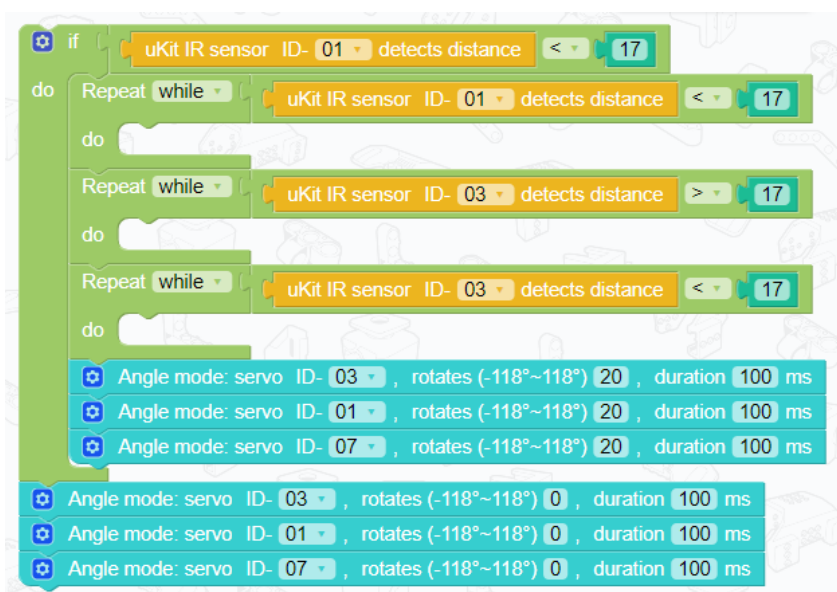 if uKit IR sensor ID- 01 detects distance < 17
do Repeat while uKit IR sensor ID- 01 detects distance < 17
do
Repeat while uKit IR sensor ID- 03 detects distance > 17
do
Repeat while uKit IR sensor ID- 03 detects distance < 17
do
Angle mode: servo ID- 03 , rotates (-118°~118°) 20 , duration 100 ms
Angle mode: servo ID- 01 , rotates (-118°~118°) 20 , duration 100 ms
Angle mode: servo ID- 07 , rotates (-118°~118°) 20 , duration 100 ms
Angle mode: servo ID- 03 , rotates (-118°~118°) 0 , duration 100 ms
Angle mode: servo ID- 01 , rotates (-118°~118°) 0 , duration 100 ms
Angle mode: servo ID- 07 , rotates (-118°~118°) 0 , duration 100 ms